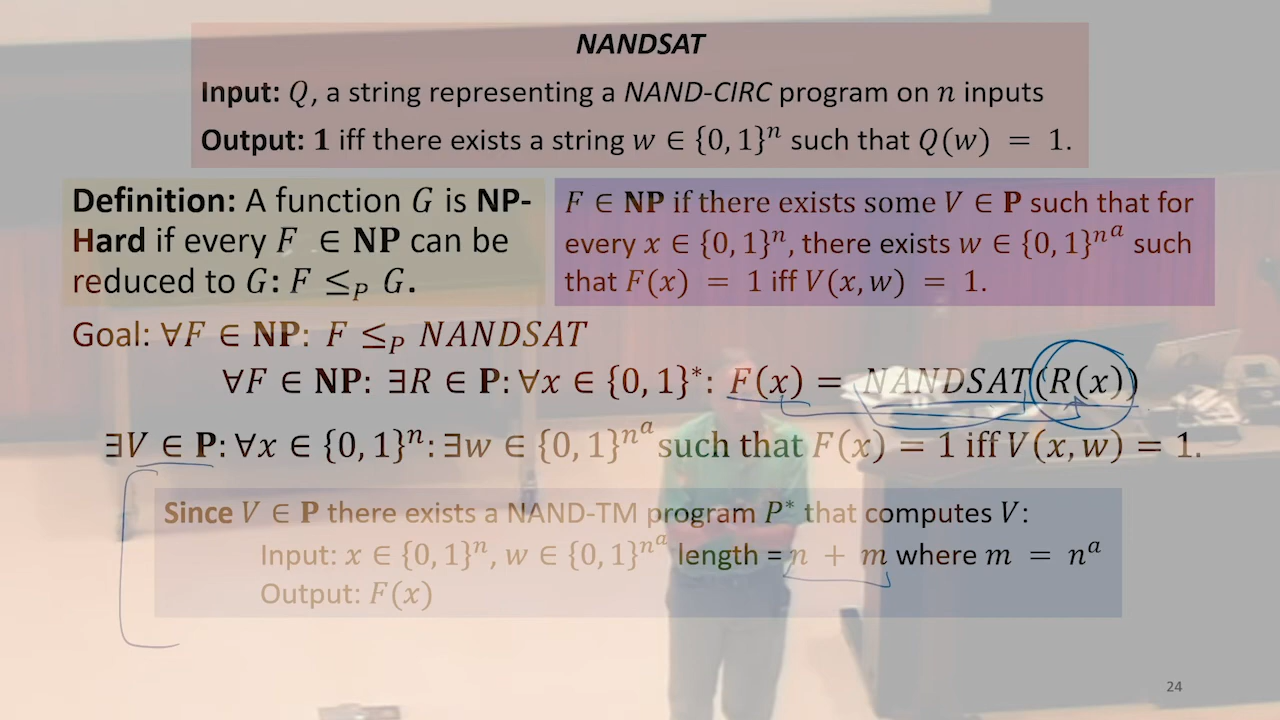 NANDSAT
Input: Q, a string representing a NAND-CIRC program on n inputs
Output: 1 iff there exists a string w ∈ {0, 1}ⁿ such that Q(w) = 1.
Definition: A function G is NP-
Hard if every F ∈ NP can be
reduced to G: F ≤ₚ G.
F ∈ NP if there exists some V ∈ P such that for
every x ∈ {0, 1}ⁿ, there exists w ∈ {0, 1}^{n^a} such
that F(x) = 1 iff V(x, w) = 1.
Goal: ∀F ∈ NP: F ≤ₚ NANDSAT
∀F ∈ NP: ∃R ∈ P: ∀x ∈ {0, 1}*: F(x) = NANDSAT(R(x))
∃V ∈ P: ∀x ∈ {0, 1}ⁿ: ∃w ∈ {0, 1}^{n^a} such that F(x) = 1 iff V(x, w) = 1.
Since V ∈ P there exists a NAND-TM program P* that computes V:
Input: x ∈ {0, 1}ⁿ, w ∈ {0, 1}^{n^a} length = n + m where m = n^a
Output: F(x)
24